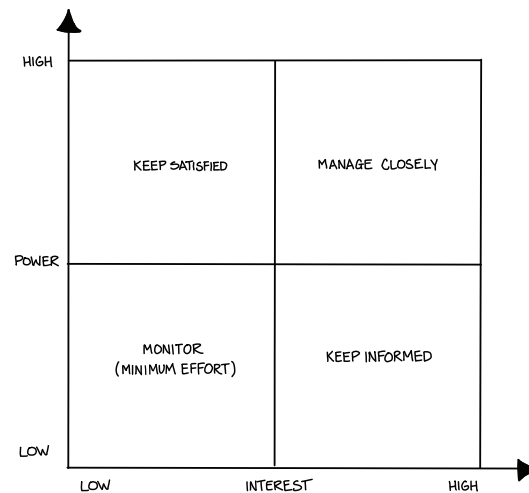 HIGH
KEEP SATISFIED
MANAGE CLOSELY
POWER
MONITOR
(MINIMUM EFFORT)
KEEP INFORMED
LOW
LOW
INTEREST
HIGH